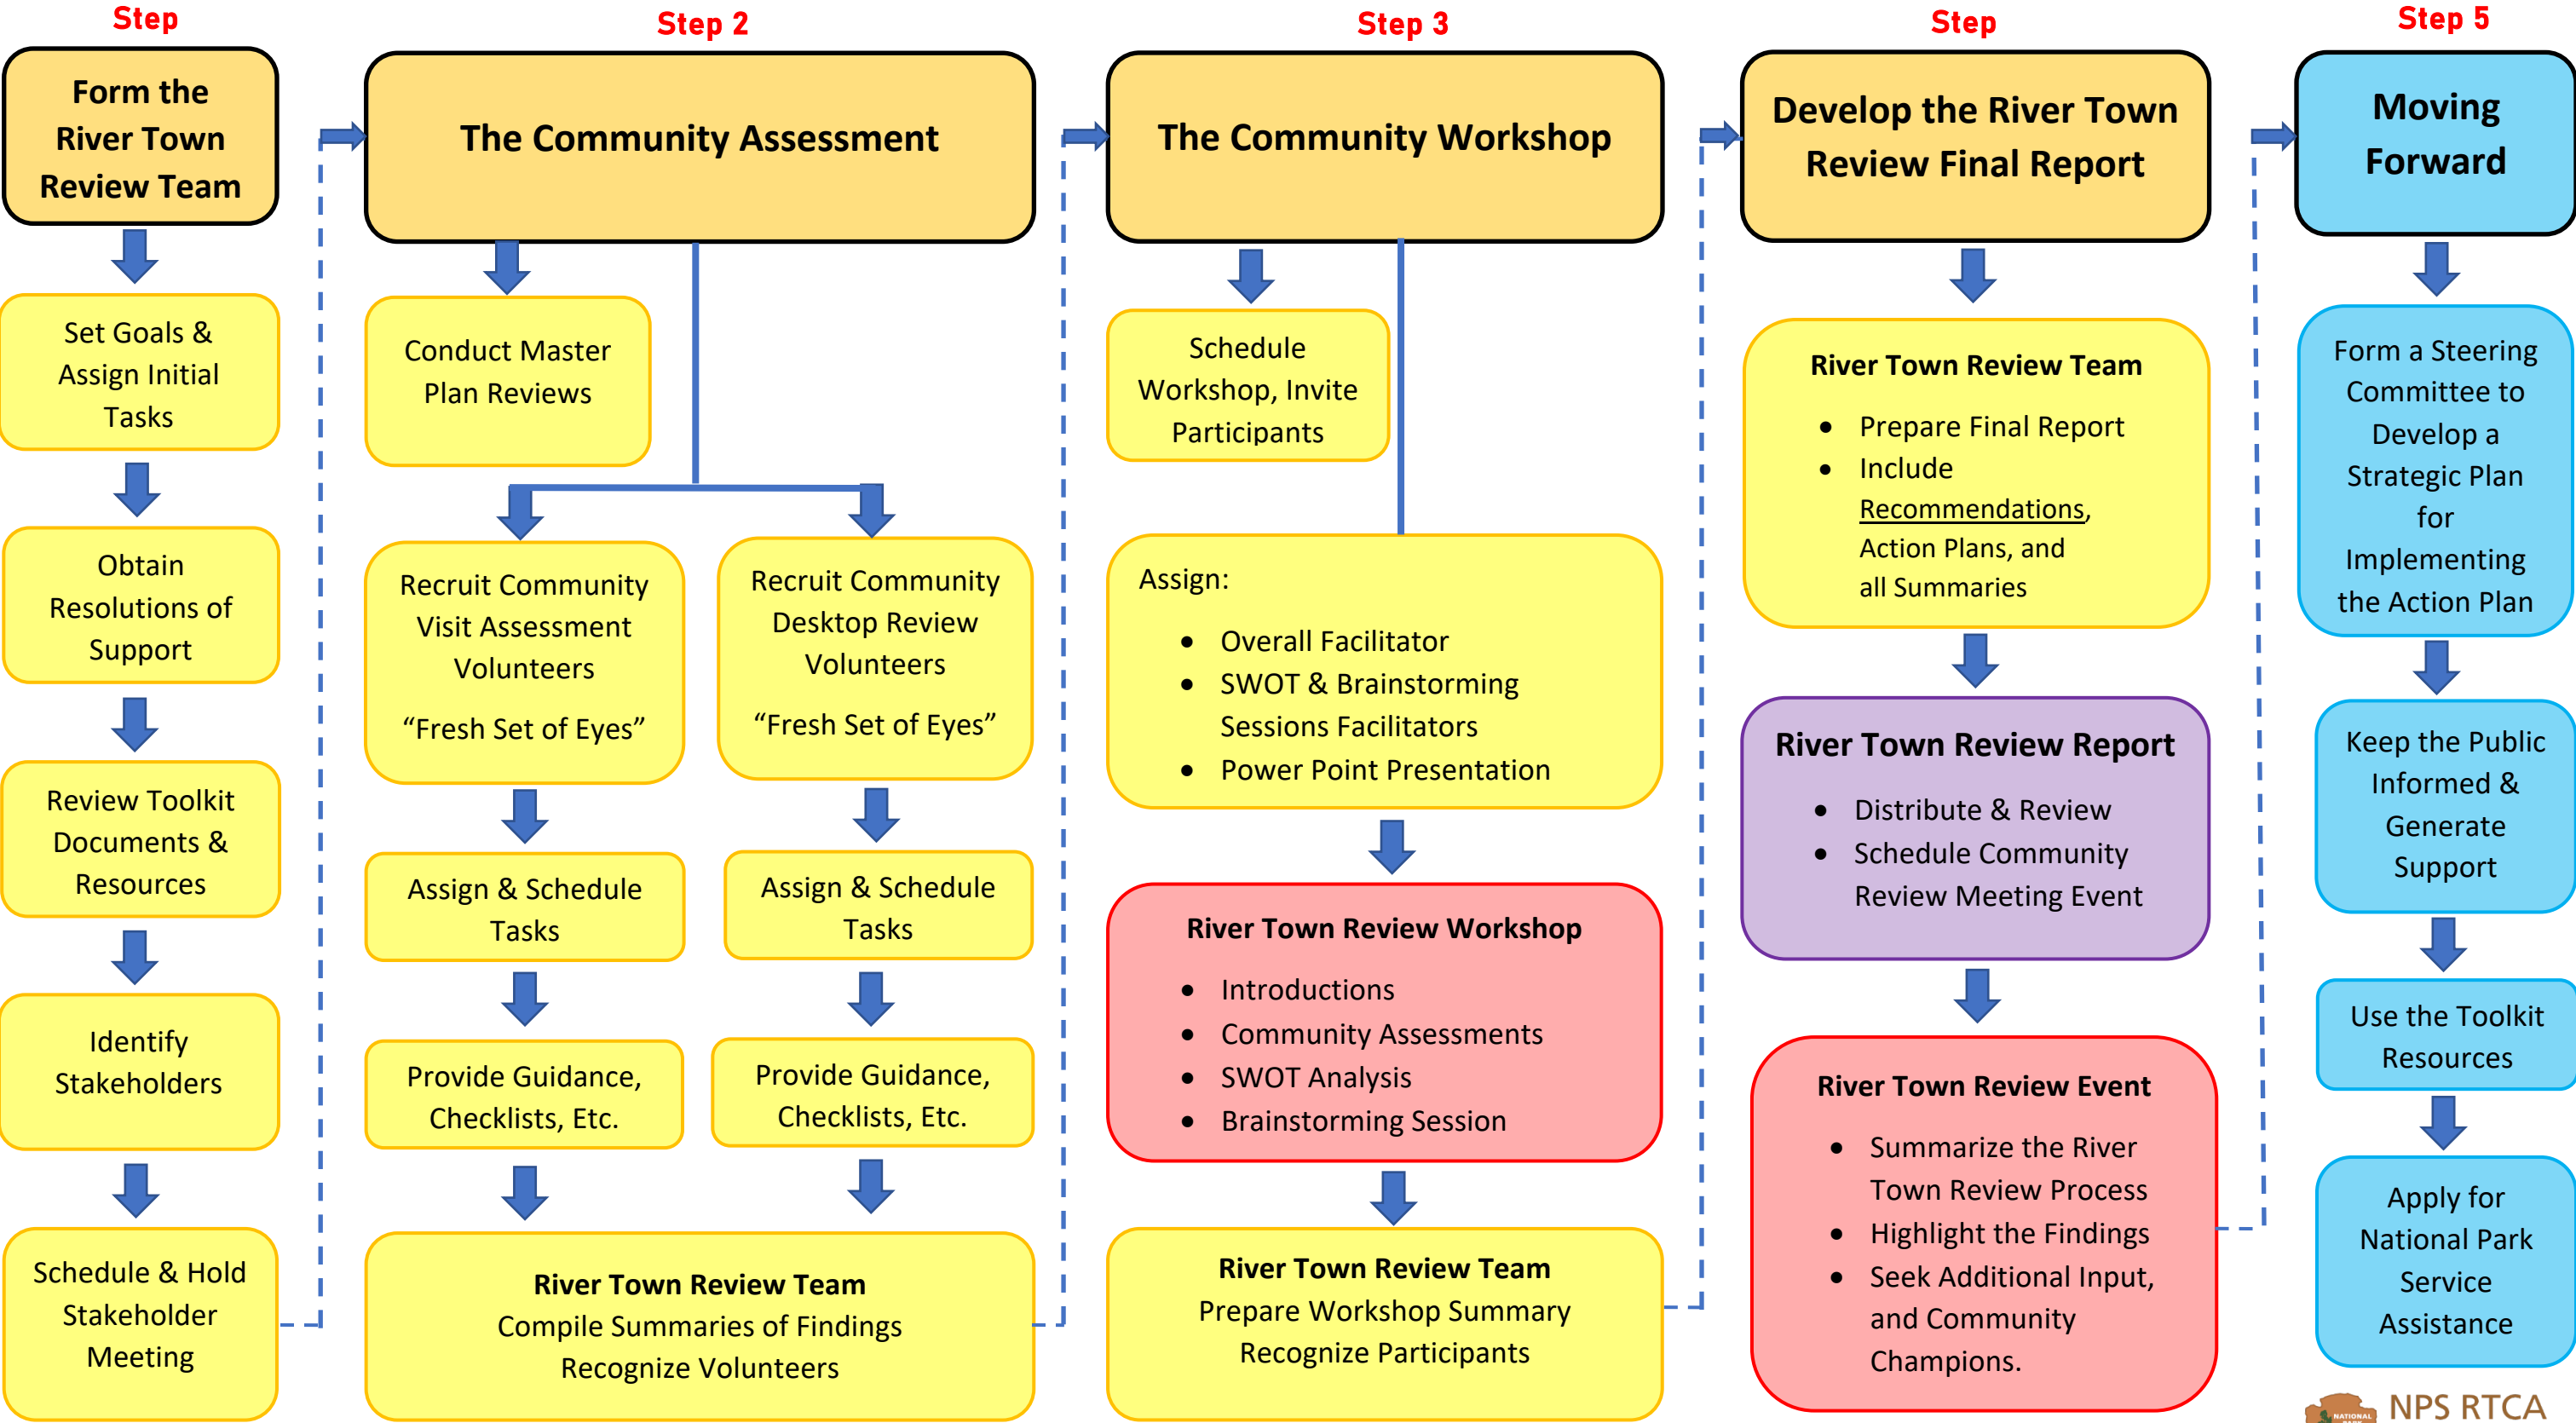 Step
Form the
River Town
Review Team
Set Goals &
Assign Initial
Tasks
Obtain
Resolutions of
Support
Review Toolkit
Documents &
Resources
Identify
Stakeholders
Schedule & Hold
Stakeholder
Meeting
Step 2
The Community Assessment
Conduct Master
Plan Reviews
Recruit Community
Visit Assessment
Volunteers
“Fresh Set of Eyes”
Assign & Schedule
Tasks
Provide Guidance,
Checklists, Etc.
Recruit Community
Desktop Review
Volunteers
“Fresh Set of Eyes”
Assign & Schedule
Tasks
Provide Guidance,
Checklists, Etc.
River Town Review Team
Compile Summaries of Findings
Recognize Volunteers
Step 3
The Community Workshop
Schedule
Workshop, Invite
Participants
Assign:
• Overall Facilitator
• SWOT & Brainstorming
Sessions Facilitators
• Power Point Presentation
River Town Review Workshop
• Introductions
• Community Assessments
• SWOT Analysis
• Brainstorming Session
River Town Review Team
Prepare Workshop Summary
Recognize Participants
Step
Develop the River Town
Review Final Report
River Town Review Team
• Prepare Final Report
• Include
Recommendations,
Action Plans, and
all Summaries
River Town Review Report
• Distribute & Review
• Schedule Community
Review Meeting Event
River Town Review Event
• Summarize the River
Town Review Process
• Highlight the Findings
• Seek Additional Input,
and Community
Champions.
Step 5
Moving
Forward
Form a Steering
Committee to
Develop a
Strategic Plan
for
Implementing
the Action Plan
Keep the Public
Informed &
Generate
Support
Use the Toolkit
Resources
Apply for
National Park
Service
Assistance
NATIONAL
NPS RTCA